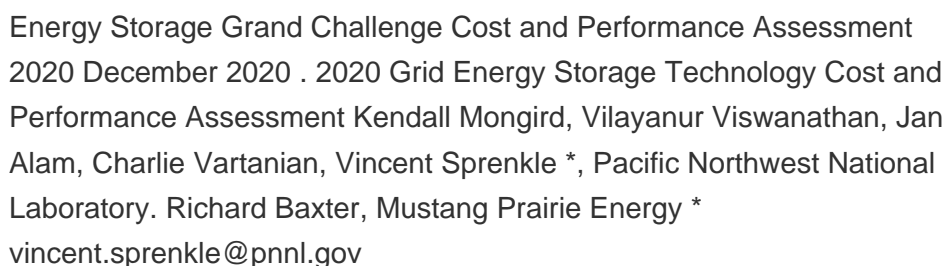 Energy Storage Grand Challenge Cost and Performance Assessment
2020 December 2020 . 2020 Grid Energy Storage Technology Cost and
Performance Assessment Kendall Mongird, Vilayanur Viswanathan, Jan
Alam, Charlie Vartanian, Vincent Sprenkle *, Pacific Northwest National
Laboratory. Richard Baxter, Mustang Prairie Energy *
vincent.sprenkle@pnnl.gov